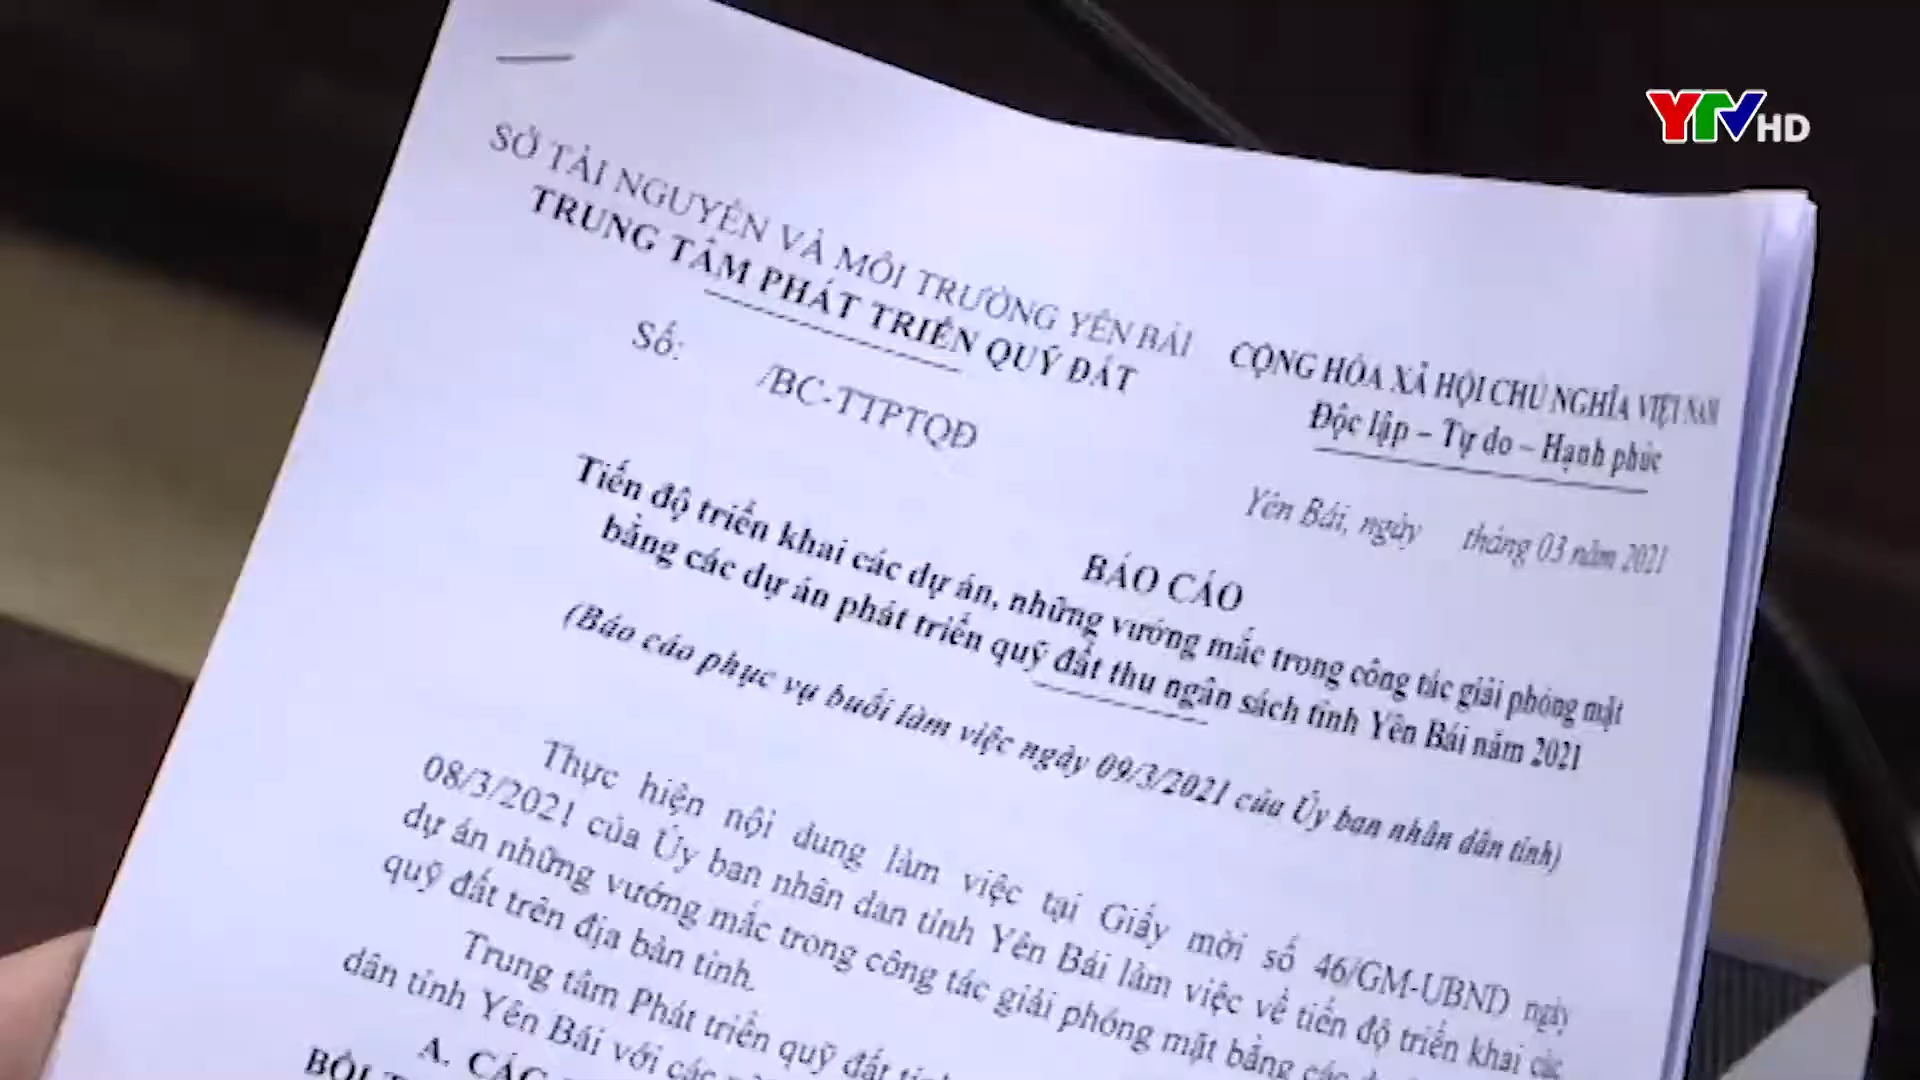 YTV HD
SỞ TÀI NGUYÊN VÀ MÔI TRƯỜNG YÊN BÁI
TRUNG TÂM PHÁT TRIỂN QUỸ ĐẤT
Số: /BC-TTPTQĐ
CỘNG HÒA XÃ HỘI CHỦ NGHĨA VIỆT NAM
Độc lập – Tự do – Hạnh phúc
Yên Bái, ngày tháng 03 năm 2021
BÁO CÁO
Tiến độ triển khai các dự án, những vướng mắc trong công tác giải phóng mặt
bằng các dự án phát triển quỹ đất thu ngân sách tỉnh Yên Bái năm 2021
(Báo cáo phục vụ buổi làm việc ngày 09/3/2021 của Ủy ban nhân dân tỉnh)
Thực hiện nội dung làm việc tại Giấy mời số 46/GM-UBND ngày
08/3/2021 của Ủy ban nhân dân tỉnh Yên Bái làm việc về tiến độ triển khai các
dự án những vướng mắc trong công tác giải phóng mặt bằng các
quỹ đất trên địa bàn tỉnh.
Trung tâm Phát triển quỹ đất
dân tỉnh Yên Bái với các
A. CÁC